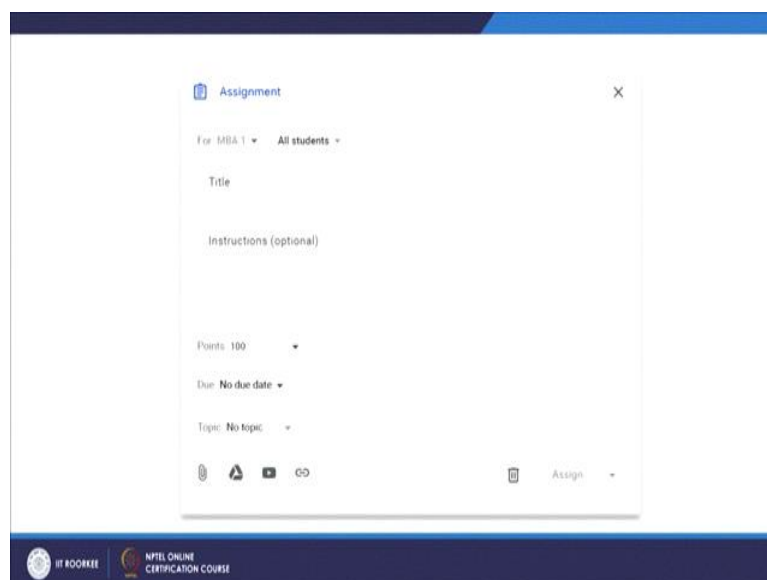 Assignment
For MBA 1 All students
Title
Instructions (optional)
Points 100
Due No due date
Topic No topic
Assign
IIT ROORKEE
NPTEL ONLINE
CERTIFICATION COURSE